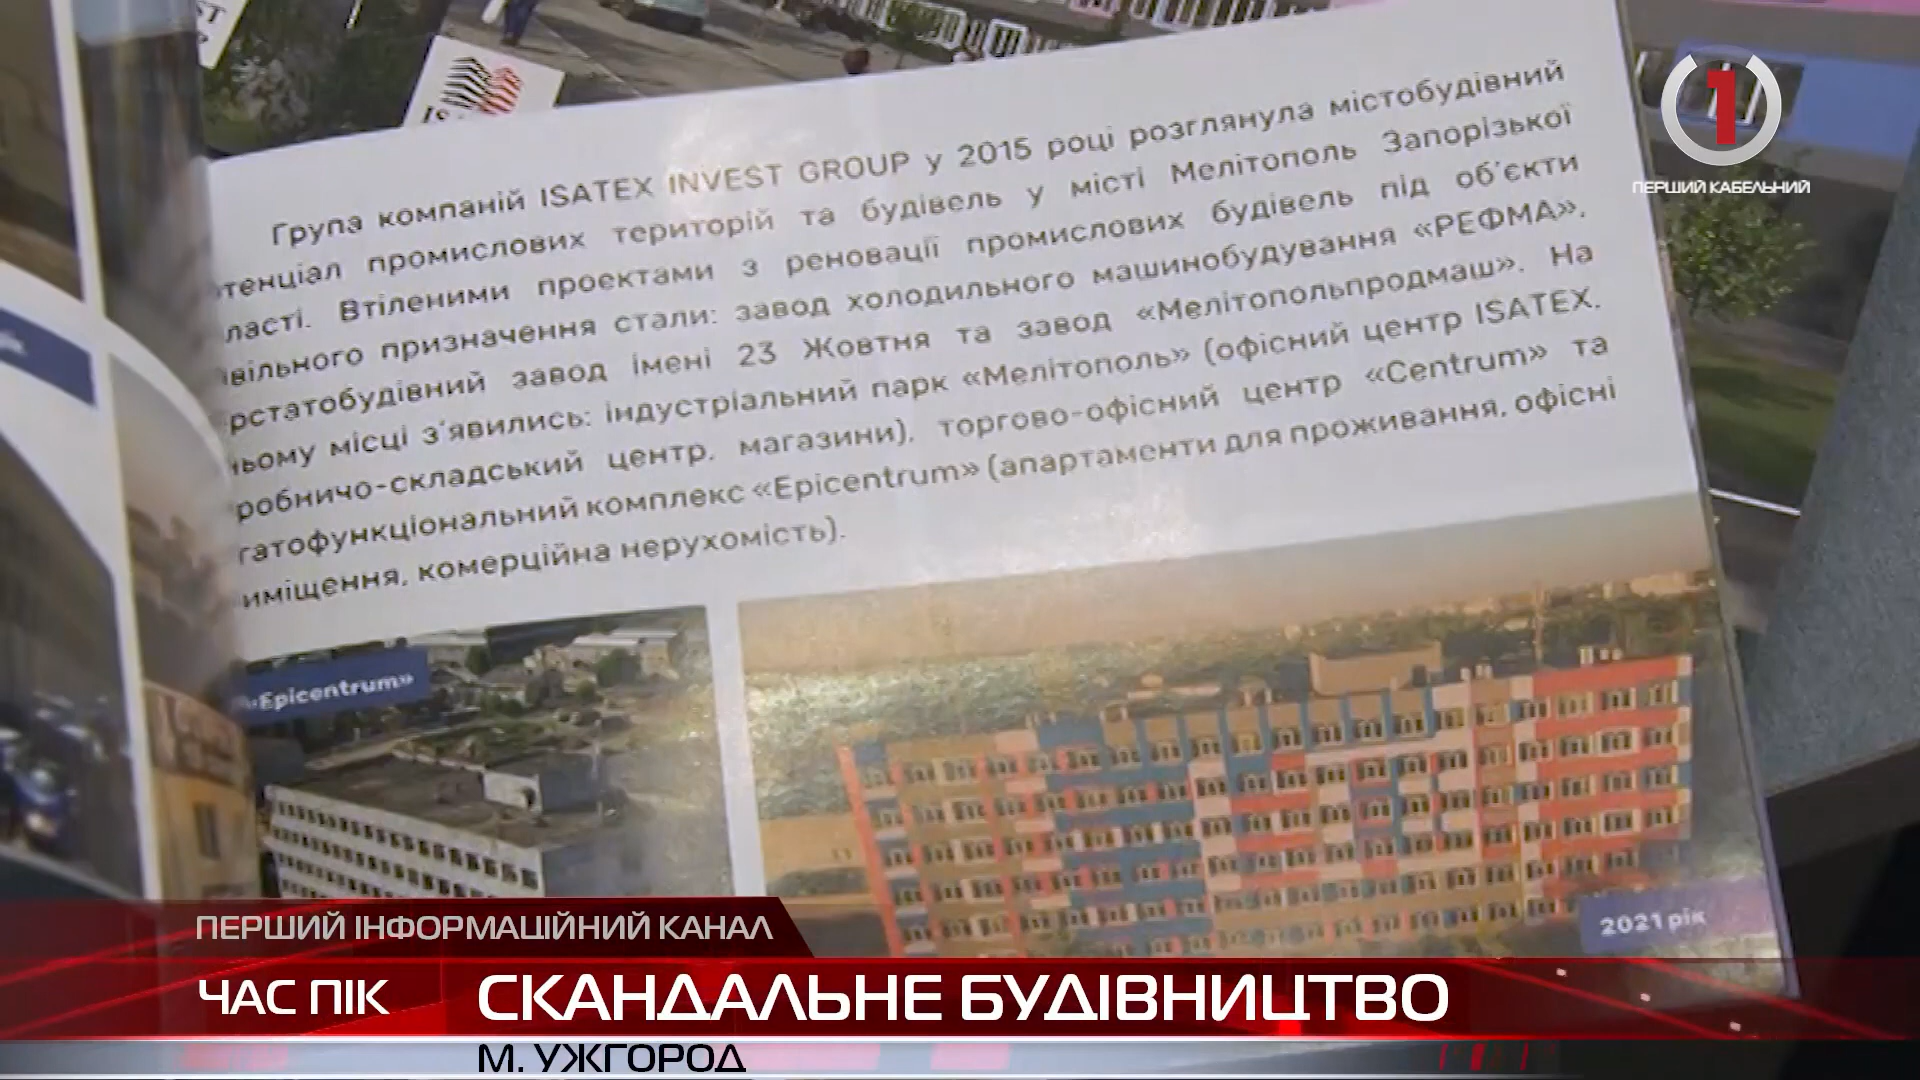 ПЕРШИЙ КАБЕЛЬНИЙ
Група компаній ISATEX INVEST GROUP у 2015 році розглянула містобудівний
тенціал промислових територій та будівель у місті Мелітополь Запорізької
ласті. Втіленими проєктами з реновації промислових будівель під об'єкти
вільного призначення стали: завод холодильного машинобудування «РЕФМА»,
рстатобудівний завод імені 23 Жовтня та завод «Мелітопольпродмаш». На
ньому місці з'явились: індустріальний парк «Мелітополь» (офісний центр ISATEX,
робничо-складський центр, магазини), торгово-офісний центр «Centrum» та
гатофункціональний комплекс «Epicentrum» (апартаменти для проживання, офісні
иміщення, комерційна нерухомість).
«Epicentrum»
2021 рік
ПЕРШИЙ ІНФОРМАЦІЙНИЙ КАНАЛ
ЧАС ПІК СКАНДАЛЬНЕ БУДІВНИЦТВО
М. УЖГОРОД